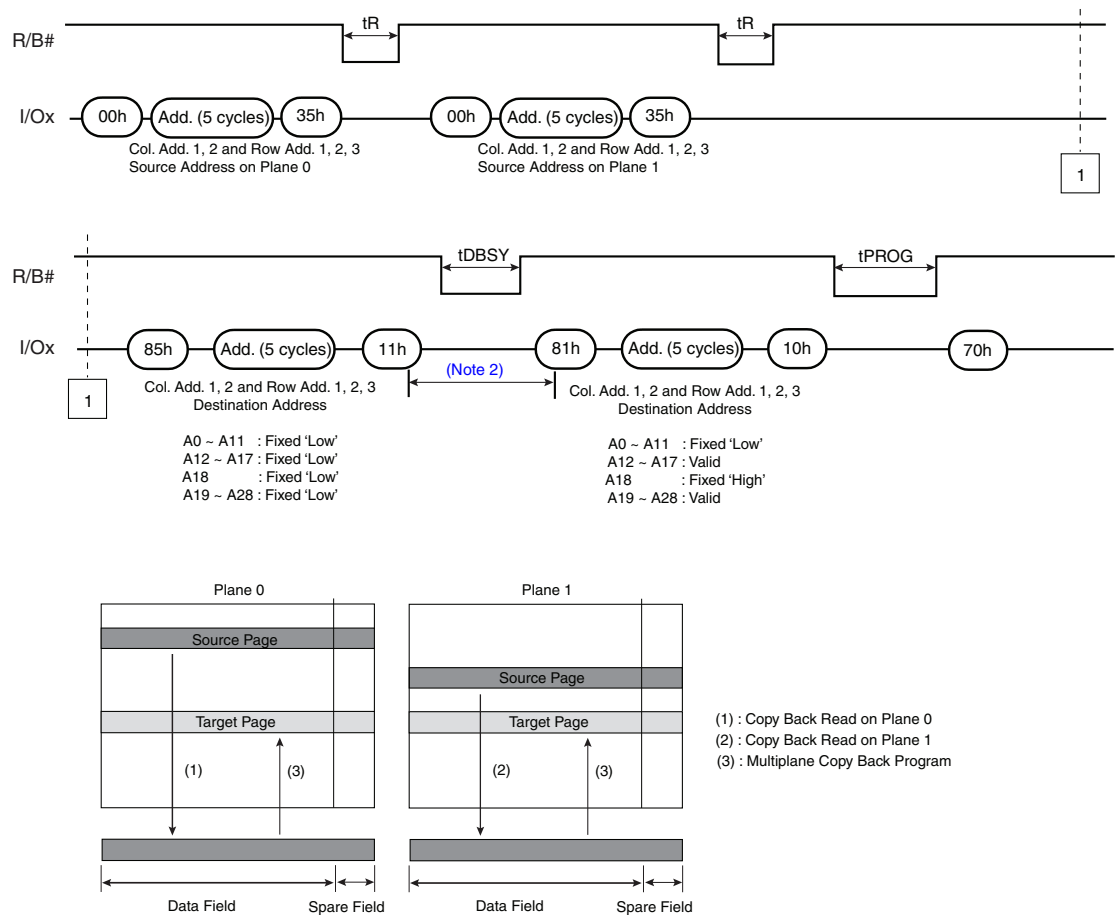 tR
tR
R/B#
I/Ox
00h
Add. (5 cycles)
35h
00h
Add. (5 cycles)
35h
Col. Add. 1, 2 and Row Add. 1, 2, 3
Source Address on Plane 0
Col. Add. 1, 2 and Row Add. 1, 2, 3
Source Address on Plane 1
1
tDBSY
tPROG
R/B#
I/Ox
85h
Add. (5 cycles)
11h
(Note 2)
81h
Add. (5 cycles)
10h
70h
1
Col. Add. 1, 2 and Row Add. 1, 2, 3
Destination Address
Col. Add. 1, 2 and Row Add. 1, 2, 3
Destination Address
A0 ~ A11 : Fixed ‘Low’
A12 ~ A17 : Fixed ‘Low’
A18 : Fixed ‘Low’
A19 ~ A28 : Fixed ‘Low’
A0 ~ A11 : Fixed ‘Low’
A12 ~ A17 : Valid
A18 : Fixed ‘High’
A19 ~ A28 : Valid
Plane 0
Plane 1
Source Page
Source Page
Target Page
Target Page
(1)
(3)
(2)
(3)
(1) : Copy Back Read on Plane 0
(2) : Copy Back Read on Plane 1
(3) : Multiplane Copy Back Program
Data Field
Spare Field
Data Field
Spare Field